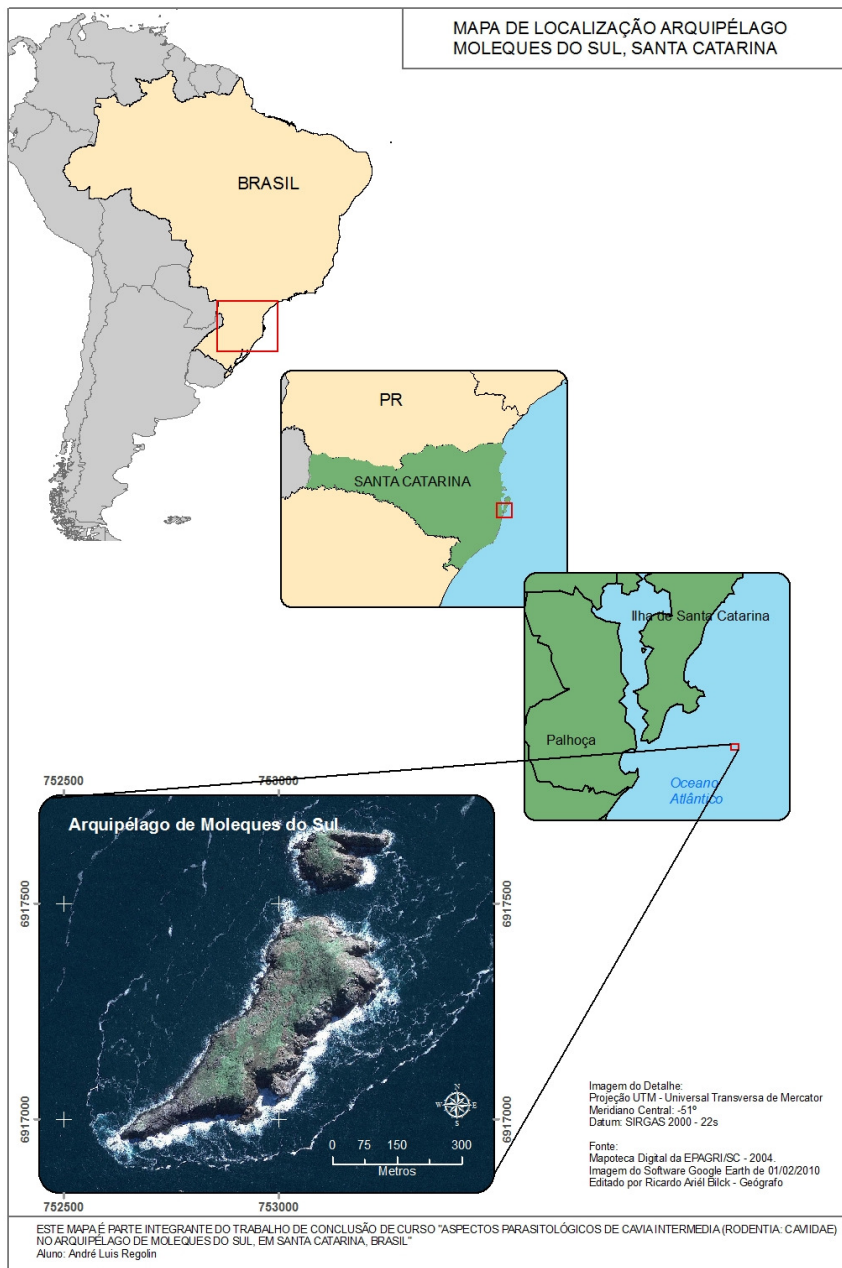 MAPA DE LOCALIZAÇÃO ARQUIPÉLAGO
MOLEQUES DO SUL, SANTA CATARINA
BRASIL
PR
SANTA CATARINA
Ilha de Santa Catarina
Palhoça
Oceano
Atlântico
752500
753000
Arquipélago de Moleques do Sul
6917500
6917500
6917000
6917000
N
W E
S
0 75 150 300
Metros
752500
753000
Imagem do Detalhe:
Projeção UTM - Universal Transversa de Mercator
Meridiano Central: -51º
Datum: SIRGAS 2000 - 22s
Fonte:
Mapoteca Digital da EPAGRI/SC - 2004.
Imagem do Software Google Earth de 01/02/2010
Editado por Ricardo Ariél Bilck - Geógrafo
ESTE MAPA É PARTE INTEGRANTE DO TRABALHO DE CONCLUSÃO DE CURSO "ASPECTOS PARASITOLÓGICOS DE CAVIA INTERMEDIA (RODENTIA: CAVIDAE)
NO ARQUIPÉLAGO DE MOLEQUES DO SUL, EM SANTA CATARINA, BRASIL"
Aluno: André Luis Regolin